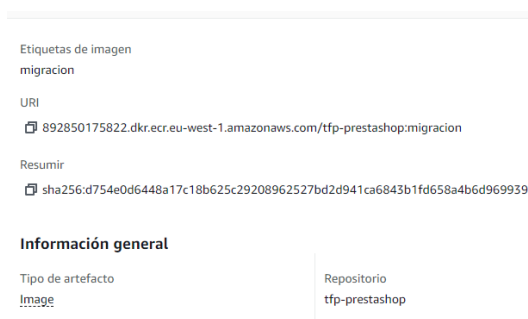 Etiquetas de imagen
migracion
URI
892850175822.dkr.ecr.eu-west-1.amazonaws.com/tfp-prestashop:migracion
Resumir
sha256:d754e0d6448a17c18b625c29208962527bd2d941ca6843b1fd658a4b6d969939
Información general
Tipo de artefacto
Repositorio
Image
tfp-prestashop